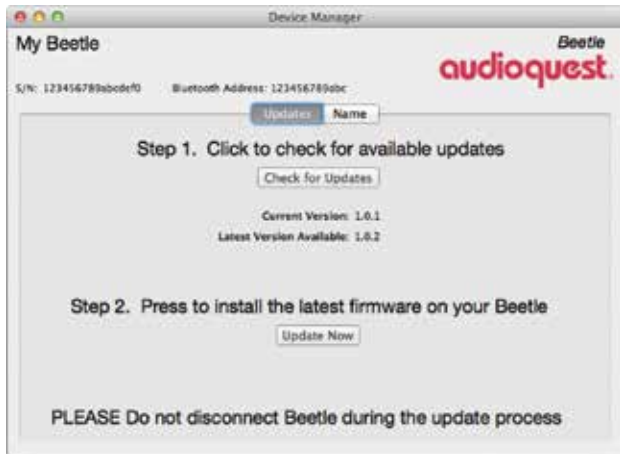 Device Manager
My Beetle
Beetle
audioquest.
S/N: 123456789abcdef0 Bluetooth Address: 123456789abc
Updates Name
Step 1. Click to check for available updates
Check for Updates
Current Version: 1.0.1
Latest Version Available: 1.0.2
Step 2. Press to install the latest firmware on your Beetle
Update Now
PLEASE Do not disconnect Beetle during the update process